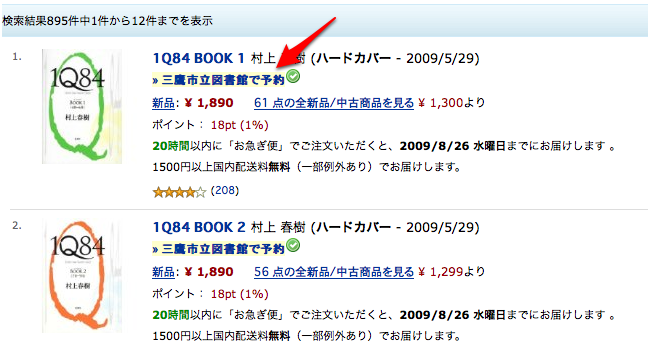 検索結果895件中1件から12件までを表示
1.
1Q84
BOOK 1
村上春樹
1Q84 BOOK 1 村上 樹 (ハードカバー - 2009/5/29)
» 三鷹市立図書館で予約
新品: ¥ 1,890 61 点の全新品/中古商品を見る ¥ 1,300より
ポイント： 18pt (1%)
20時間以内に「お急ぎ便」でご注文いただくと、2009/8/26 水曜日までにお届けします 。
1500円以上国内配送料無料（一部例外あり）でお届けします。
(208)
2.
1Q84
BOOK 2
村上春樹
1Q84 BOOK 2 村上 春樹 (ハードカバー - 2009/5/29)
» 三鷹市立図書館で予約
新品: ¥ 1,890 56 点の全新品/中古商品を見る ¥ 1,299より
ポイント： 18pt (1%)
20時間以内に「お急ぎ便」でご注文いただくと、2009/8/26 水曜日までにお届けします 。
1500円以上国内配送料無料（一部例外あり）でお届けします。